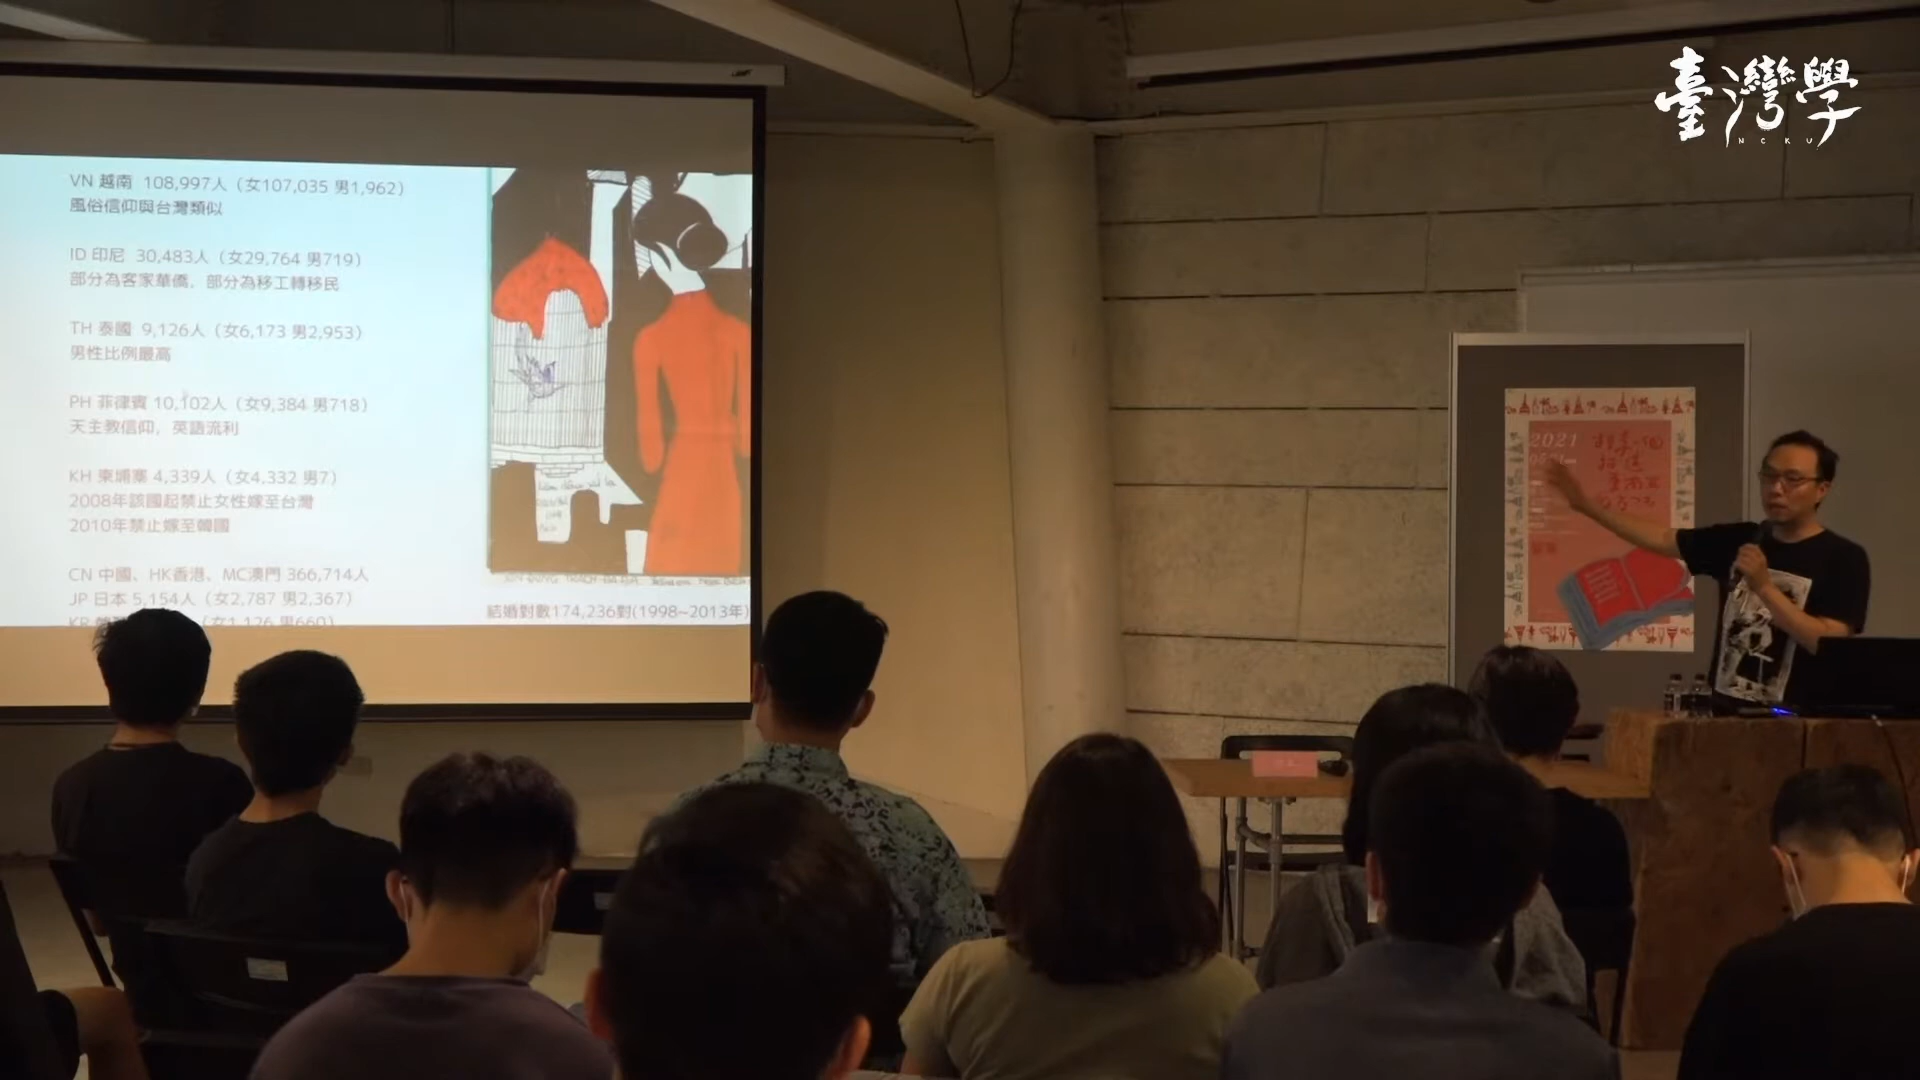 臺灣學
NCKU
VN 越南 108,997人（女107,035 男1,962）
風俗信仰與台灣類似
ID 印尼 30,483人（女29,764 男719）
部分為客家華僑，部分為移工轉移民
TH 泰國 9,126人（女6,173 男2,953）
男性比例最高
PH 菲律賓 10,102人（女9,384 男718）
天主教信仰，英語流利
KH 柬埔寨 4,339人（女4,332 男7）
2008年該國起禁止女性嫁至台灣
2010年禁止嫁至韓國
CN 中國、HK香港、MC澳門 366,714人
JP 日本 5,154人（女2,787 男2,367）
KR （女1,126 男660）
結婚對數174,236對(1998~2013年)
2021